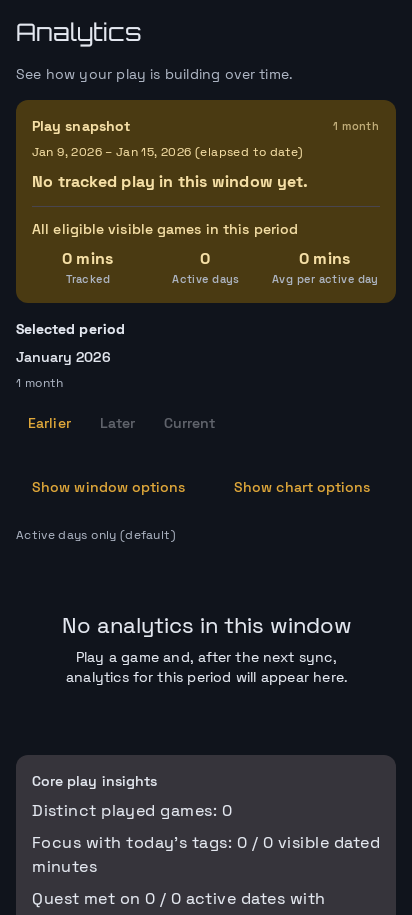 Analytics
See how your play is building over time.
Play snapshot
1 month
Jan 9, 2026 – Jan 15, 2026 (elapsed to date)
No tracked play in this window yet.
All eligible visible games in this period
0 mins
0
0 mins
Tracked
Active days
Avg per active day
Selected period
January 2026
1 month
Earlier
Later
Current
Show window options
Show chart options
Active days only (default)
No analytics in this window
Play a game and, after the next sync,
analytics for this period will appear here.
Core play insights
Distinct played games: 0
Focus with today's tags: 0 / 0 visible dated
minutes
Quest met on 0 / 0 active dates with